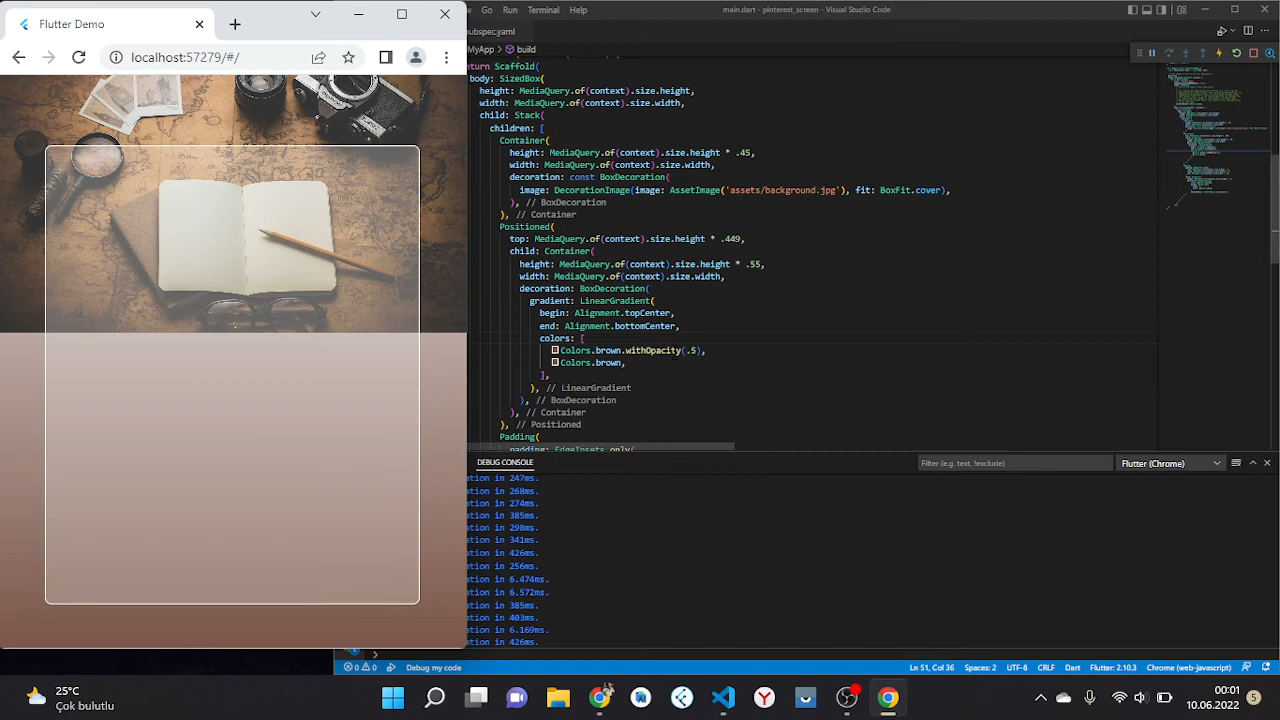 Flutter Demo
localhost:57279/#/
Go Run Terminal Help
main.dart - pinterest_screen - Visual Studio Code
pubspec.yaml
MyApp > build
turn Scaffold(
body: SizedBox(
height: MediaQuery.of(context).size.height,
width: MediaQuery.of(context).size.width,
child: Stack(
children: [
Container(
height: MediaQuery.of(context).size.height * .45,
width: MediaQuery.of(context).size.width,
decoration: const BoxDecoration(
image: DecorationImage(image: AssetImage('assets/background.jpg'), fit: BoxFit.cover),
), // BoxDecoration
), // Container
Positioned(
top: MediaQuery.of(context).size.height * .449,
child: Container(
height: MediaQuery.of(context).size.height * .55,
width: MediaQuery.of(context).size.width,
decoration: BoxDecoration(
gradient: LinearGradient(
begin: Alignment.topCenter,
end: Alignment.bottomCenter,
colors: [
Colors.brown.withOpacity(.5),
Colors.brown,
],
), // LinearGradient
), // BoxDecoration
), // Container
), // Positioned
Padding(
padding: EdgeInsets.only(
DEBUG CONSOLE
Filter (e.g. text, !exclude)
Flutter (Chrome)
ation in 247ms.
ation in 268ms.
ation in 274ms.
ation in 385ms.
ation in 298ms.
ation in 341ms.
ation in 426ms.
ation in 256ms.
ation in 6.474ms.
ation in 6.572ms.
ation in 385ms.
ation in 403ms.
ation in 6.169ms.
ation in 426ms.
>
0 0 Debug my code
Ln 51, Col 36 Spaces: 2 UTF-8 CRLF Dart Flutter: 2.10.3 Chrome (web-javascript)
25°C
Çok bulutlu
00:01
10.06.2022
5